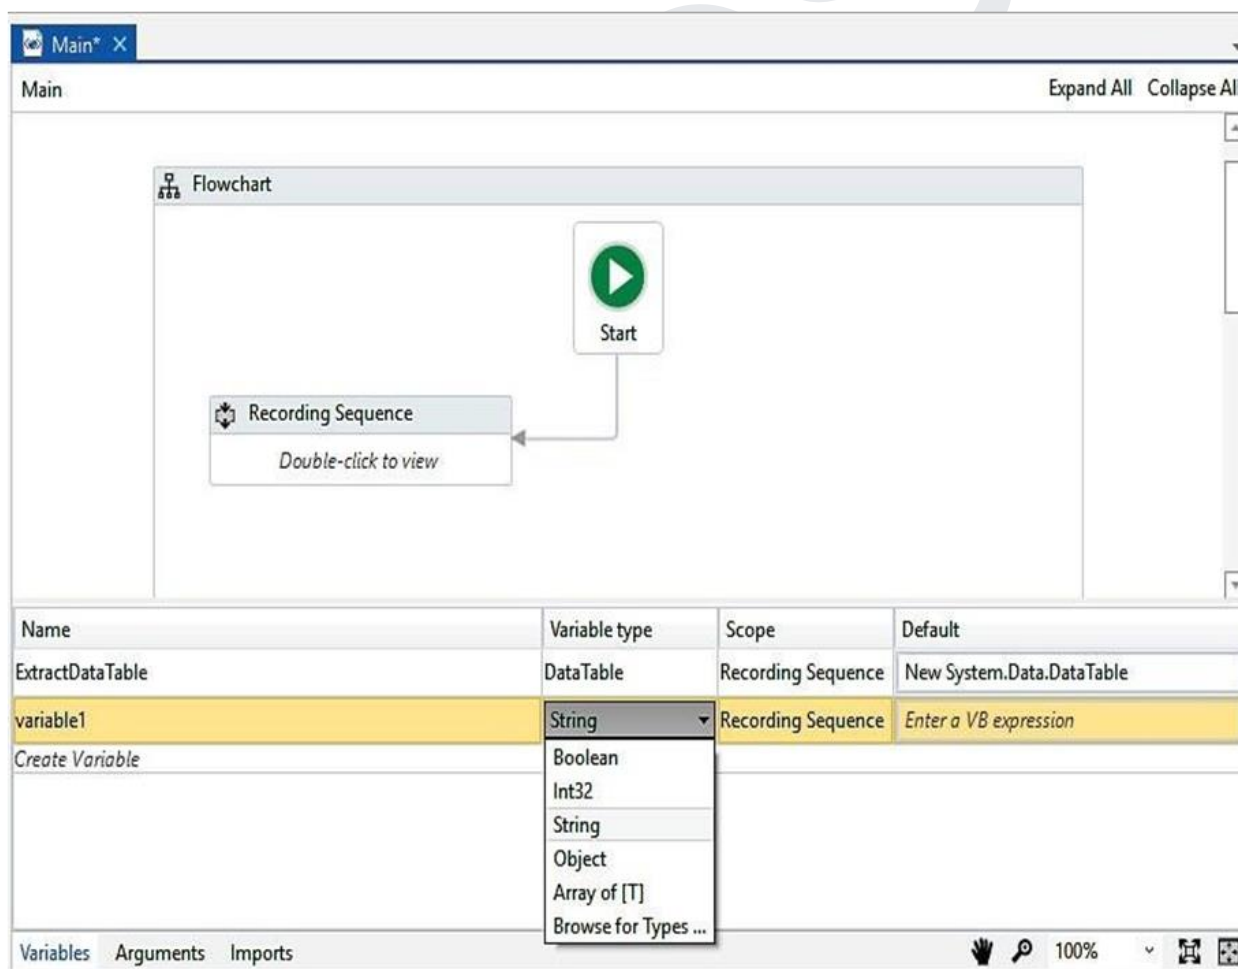 Main*
Main Expand All Collapse All
Flowchart
Start
Recording Sequence
Double-click to view
Name Variable type Scope Default
ExtractDataTable DataTable Recording Sequence New System.Data.DataTable
variable1 String Recording Sequence Enter a VB expression
Create Variable
Boolean
Int32
String
Object
Array of [T]
Browse for Types ...
Variables Arguments Imports 100%